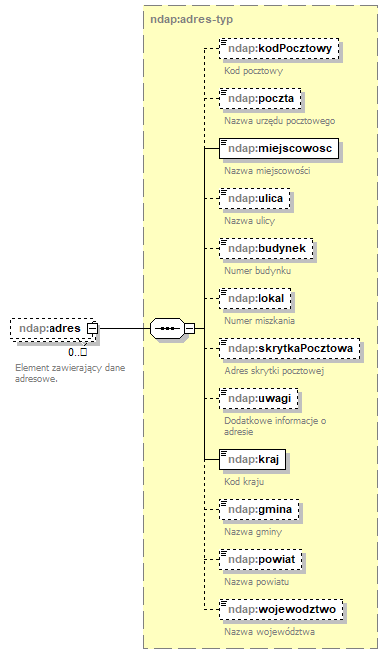 ndap:adres-typ
ndap:kodPocztowy
Kod pocztowy
ndap:poczta
Nazwa urzędu pocztowego
ndap:miejscowosc
Nazwa miejscowości
ndap:ulica
Nazwa ulicy
ndap:budynek
Numer budynku
ndap:lokal
Numer miszkania
ndap:adres
0..
Element zawierający dane
adresowe.
ndap:skrytkaPocztowa
Adres skrytki pocztowej
ndap:uwagi
Dodatkowe informacje o
adresie
ndap:kraj
Kod kraju
ndap:gmina
Nazwa gminy
ndap:powiat
Nazwa powiatu
ndap:wojewodztwo
Nazwa województwa